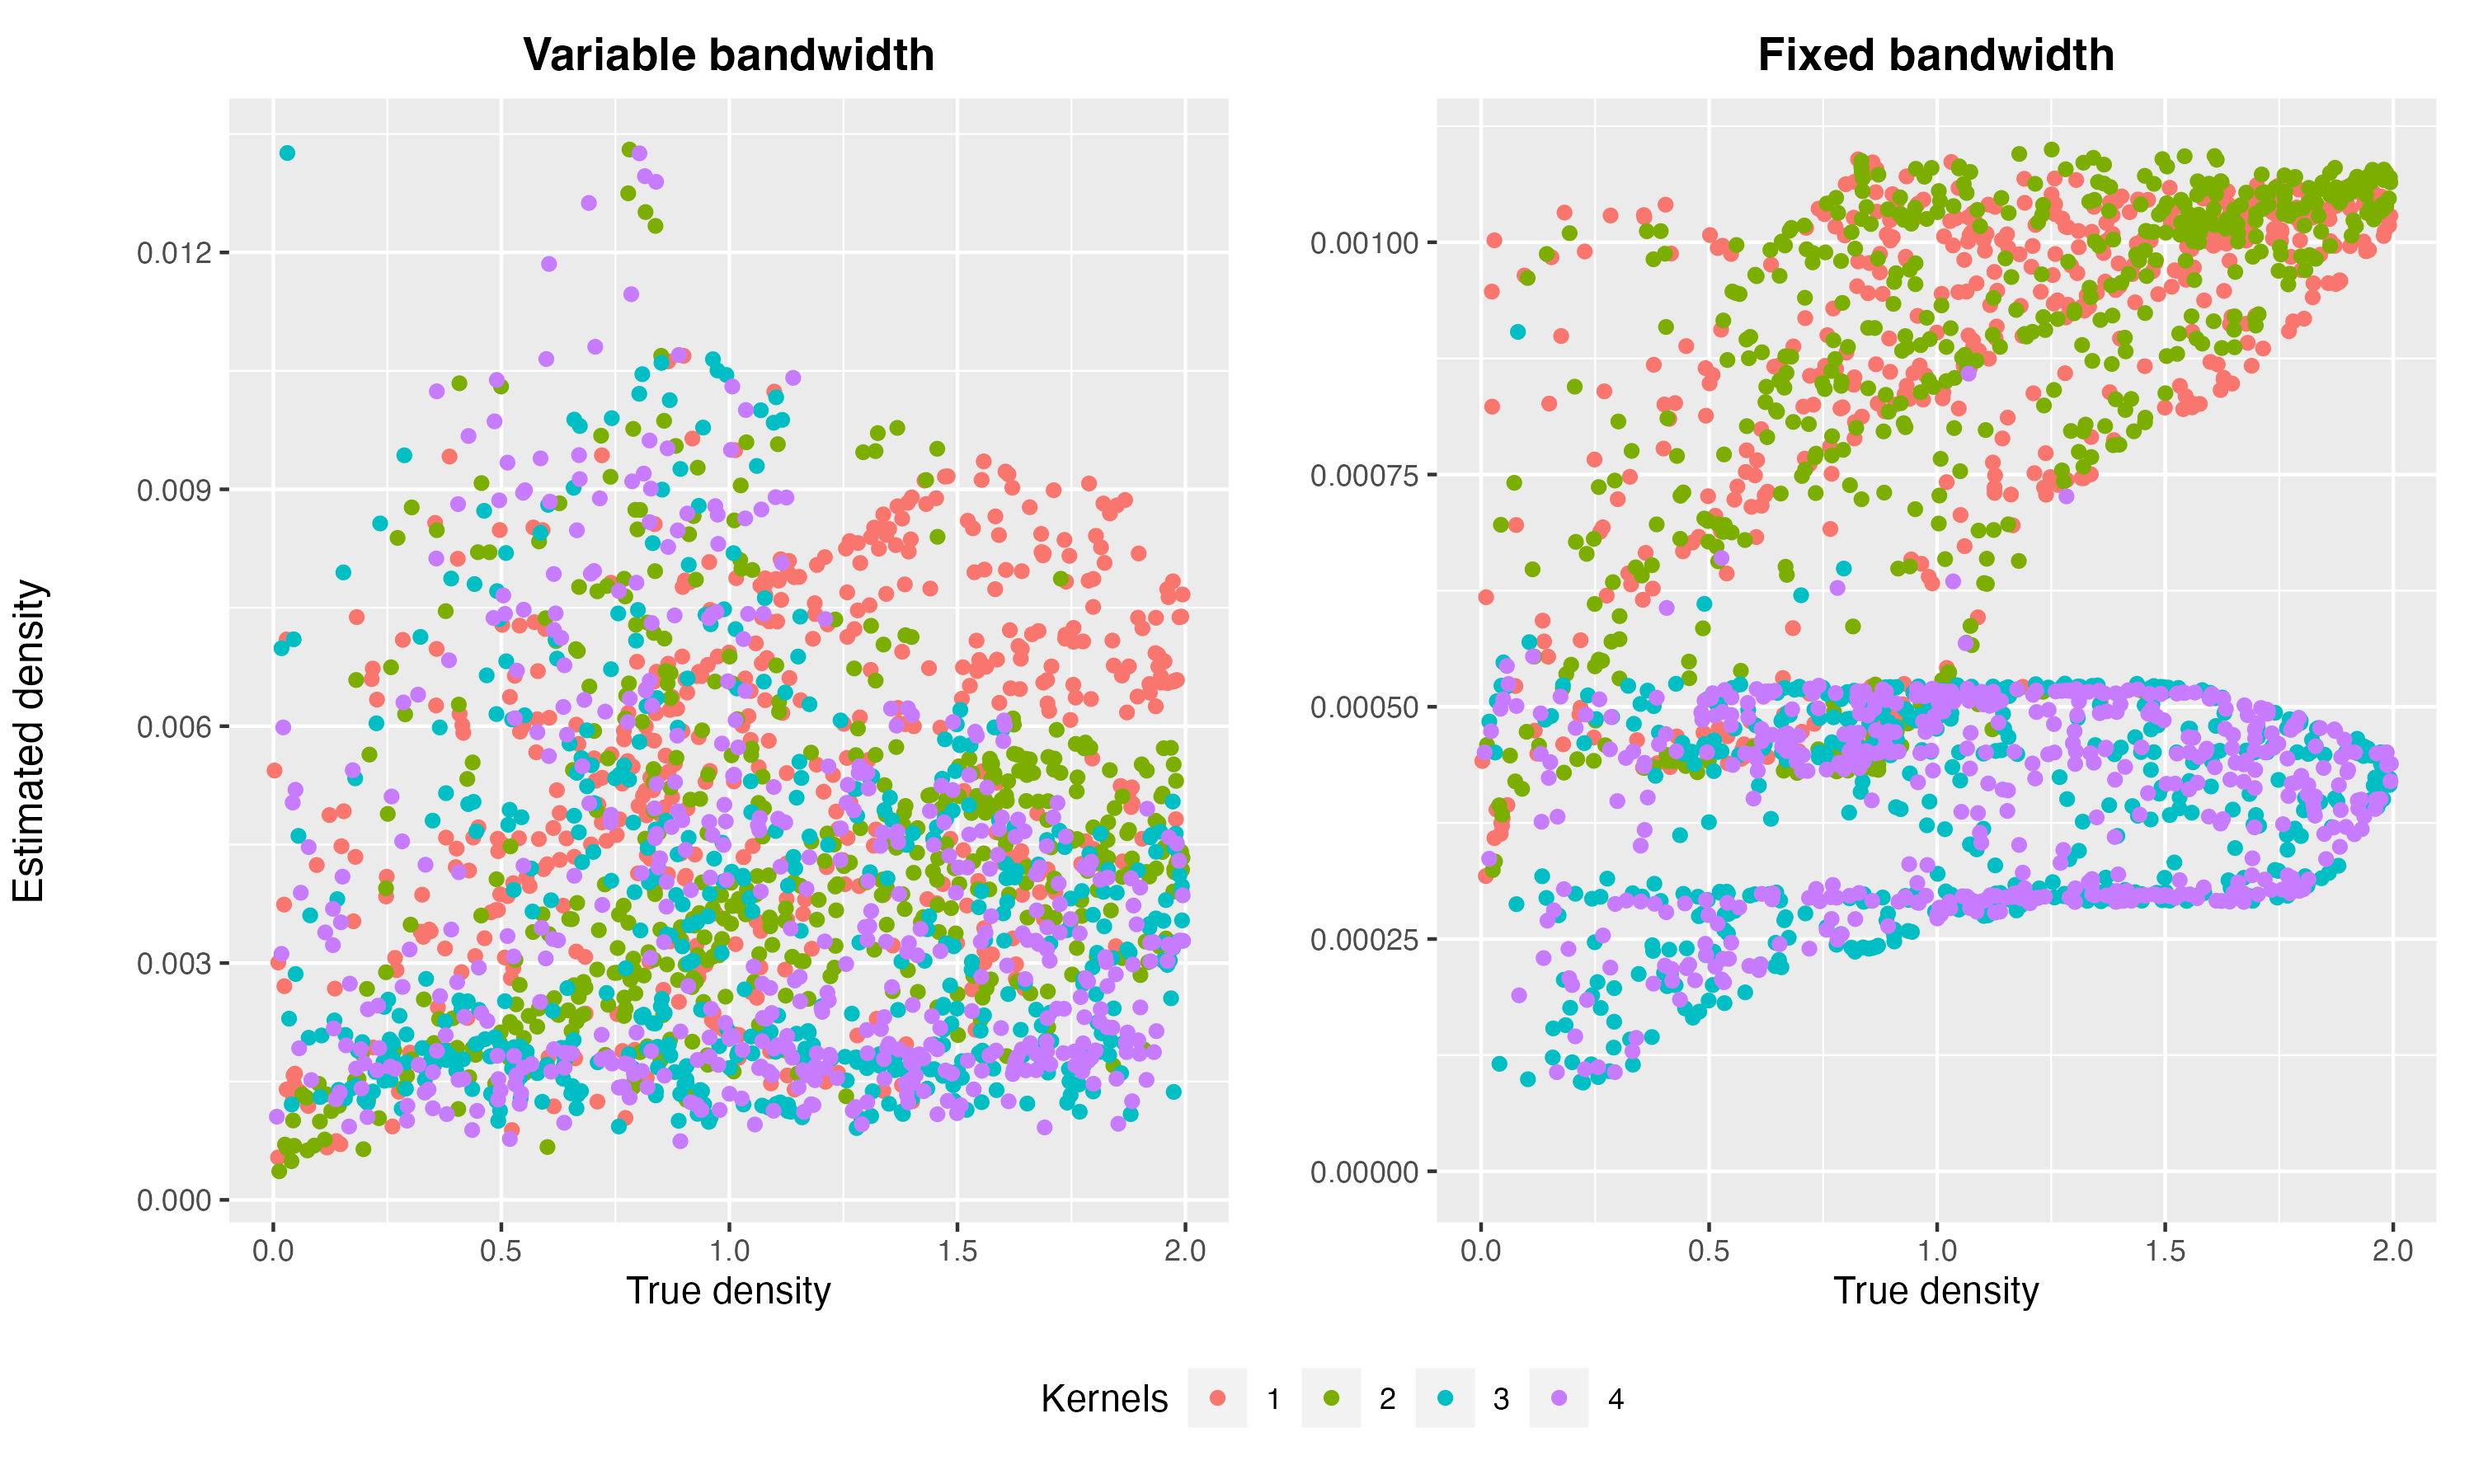 Variable bandwidth
Fixed bandwidth
Estimated density
0.012
0.009
0.006
0.003
0.000
0.0 0.5 1.0 1.5 2.0
True density
0.00100
0.00075
0.00050
0.00025
0.00000
0.0 0.5 1.0 1.5 2.0
True density
Kernels 1 2 3 4